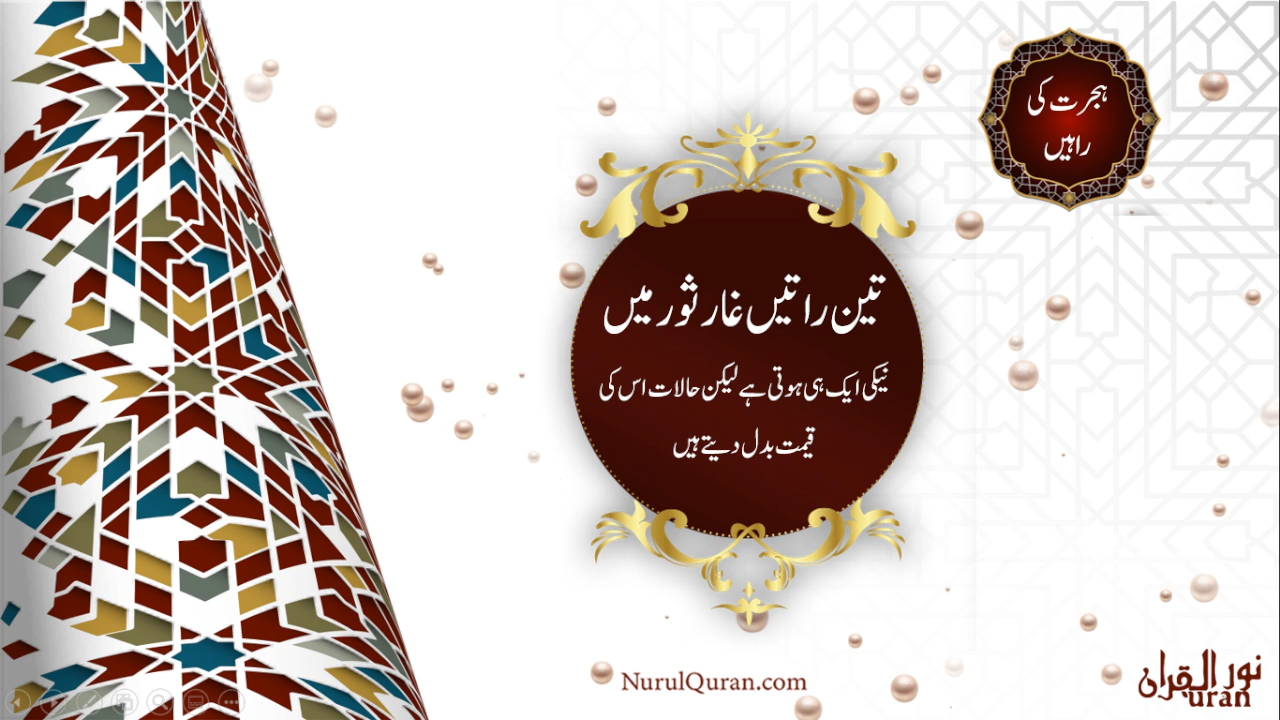 ہجرت کی
راہیں
تین راتیں غار ثور میں
نیکی ایک ہی ہوتی ہے لیکن حالات اس کی
قیمت بدل دیتے ہیں
NurulQuran.com
نور القرآن
uran